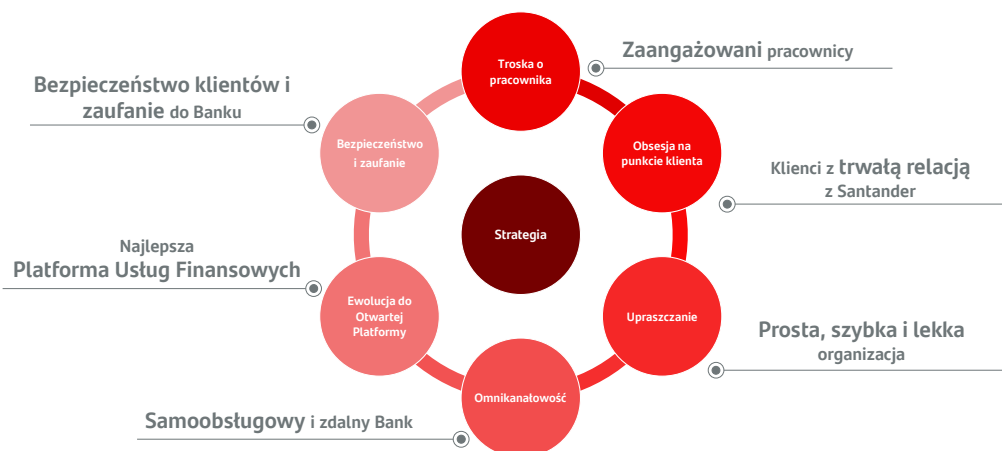 Troska o
pracownika
Zaangażowani pracownicy
Bezpieczeństwo klientów i
zaufanie do Banku
Bezpieczeństwo
i zaufanie
Obsesja na
punkcie klienta
Klienci z trwałą relacją
z Santander
Strategia
Najlepsza
Platforma Usług Finansowych
Ewolucja do
Otwartej
Platformy
Upraszczanie
Prosta, szybka i lekka
organizacja
Omnikanałowość
Samoobsługowy i zdalny Bank